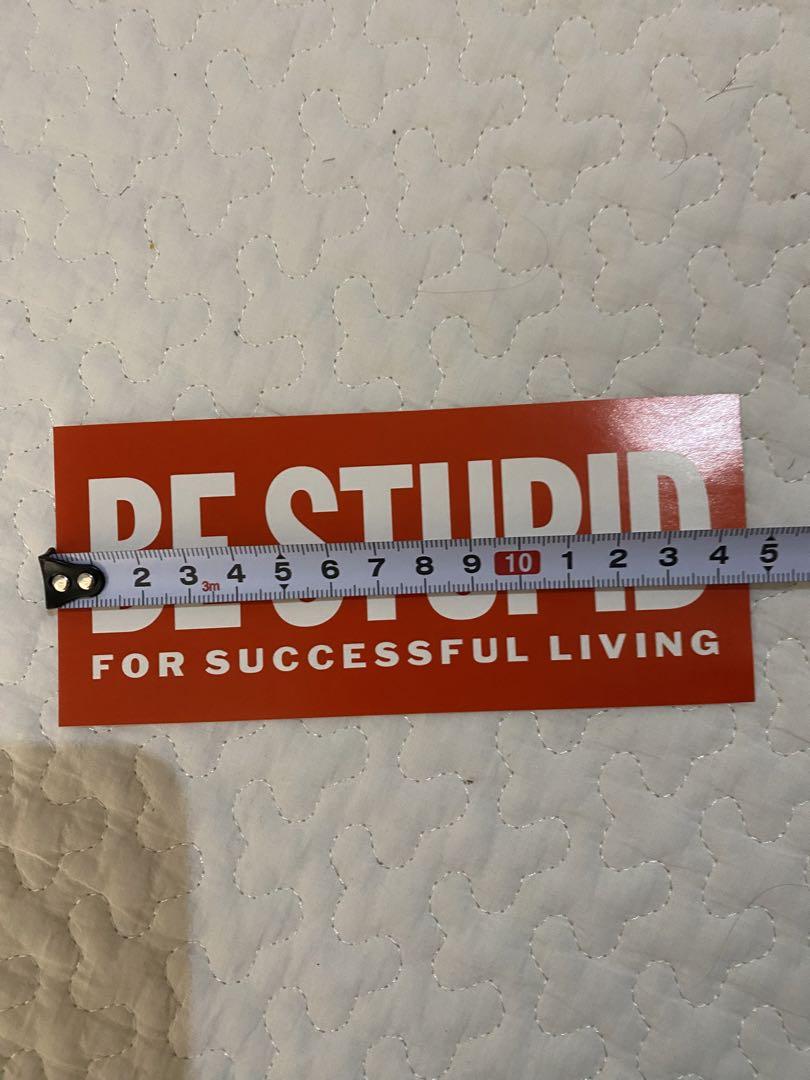 BE STUPID
2 3 3m 4 5 6 7 8 9 10 1 2 3 4 5
FOR SUCCESSFUL LIVING